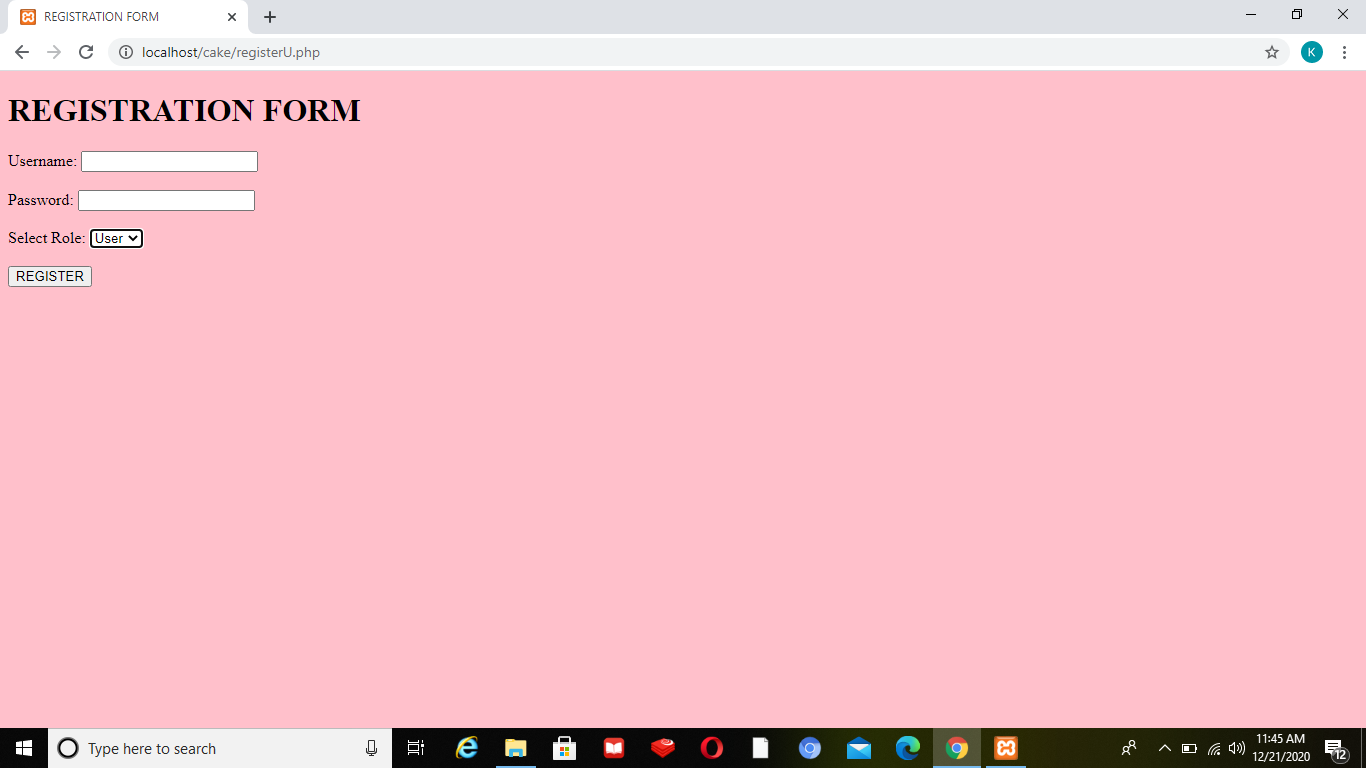 REGISTRATION FORM
localhost/cake/registerU.php
K
REGISTRATION FORM
Username:
Password:
Select Role: User
REGISTER
Type here to search
11:45 AM
12/21/2020
12